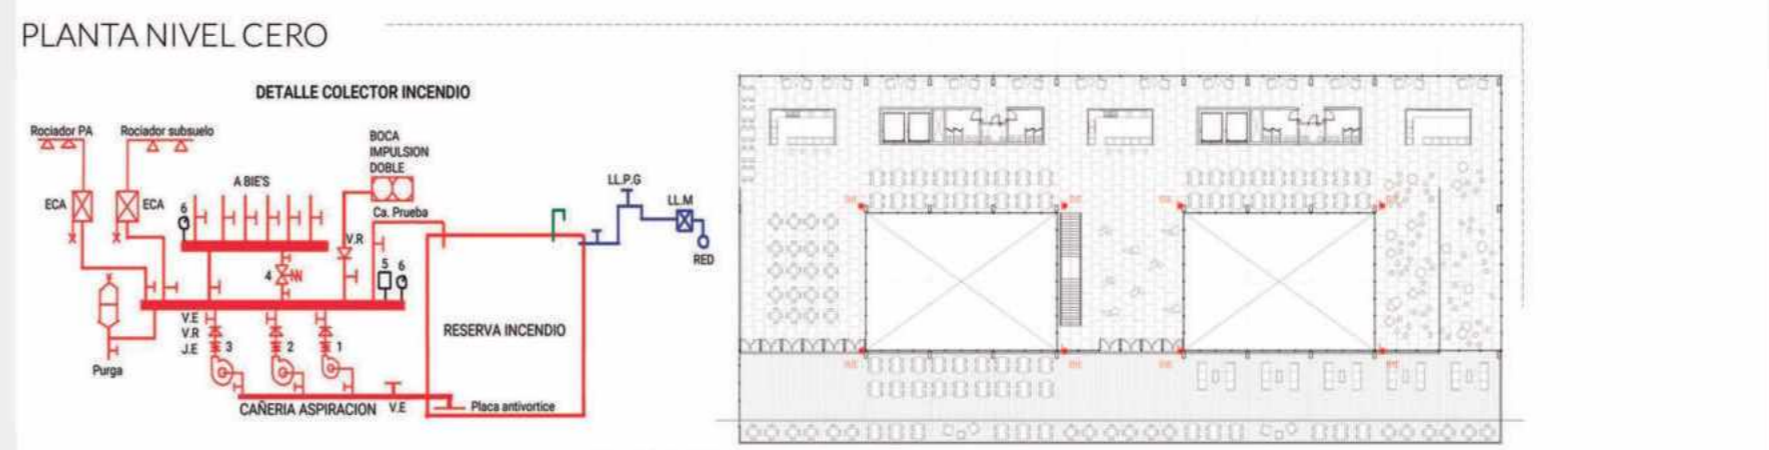 PLANTA NIVEL CERO
DETALLE COLECTOR INCENDIO
Rociador PA
Rociador subsuelo
BOCA
IMPULSION
DOBLE
A BIE'S
ECA
ECA
6
Ca. Prueba
V.R
LL.P.G
LL.M
RED
4
5
6
RESERVA INCENDIO
V.E
V.R
J.E
3
2
1
Purga
CAÑERIA ASPIRACION
V.E
Placa antivortice